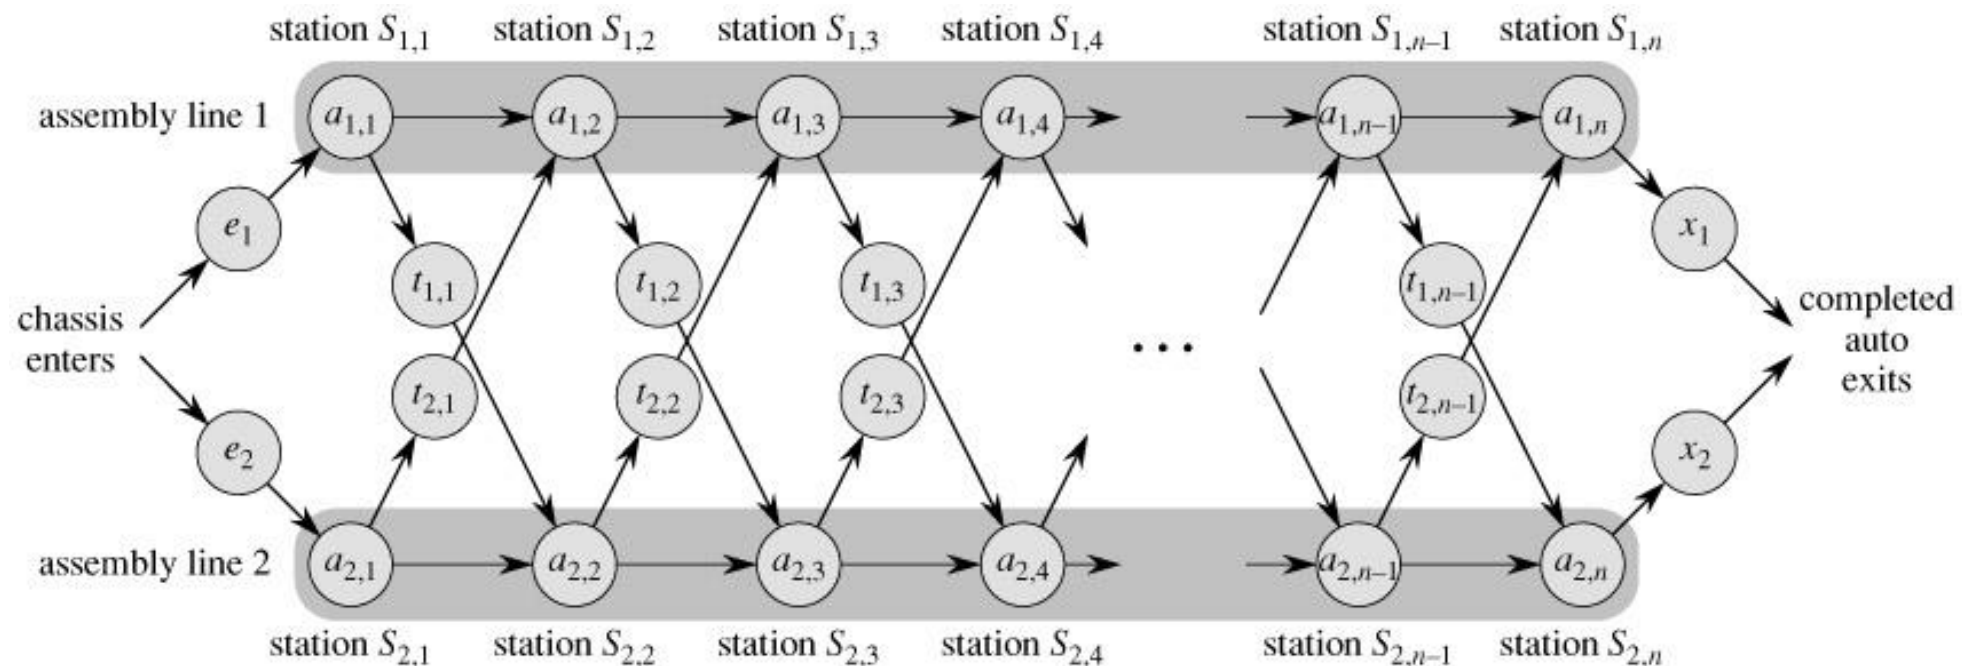 station S1,1 station S1,2 station S1,3 station S1,4 station S1,n–1 station S1,n
assembly line 1 a1,1 a1,2 a1,3 a1,4 a1,n–1 a1,n
e1 x1
t1,1 t1,2 t1,3 t1,n–1
chassis
enters
completed
auto
exits
...
t2,1 t2,2 t2,3 t2,n–1
e2 x2
assembly line 2 a2,1 a2,2 a2,3 a2,4 a2,n–1 a2,n
station S2,1 station S2,2 station S2,3 station S2,4 station S2,n–1 station S2,n